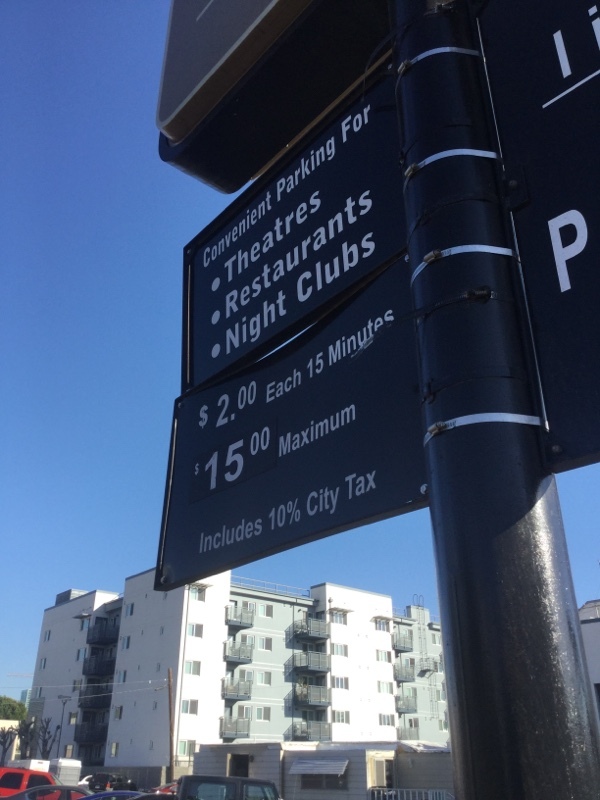 Convenient Parking For
• Theatres
• Restaurants
• Night Clubs
$ 2.00 Each 15 Minutes
$ 15 00 Maximum
Includes 10% City Tax
P